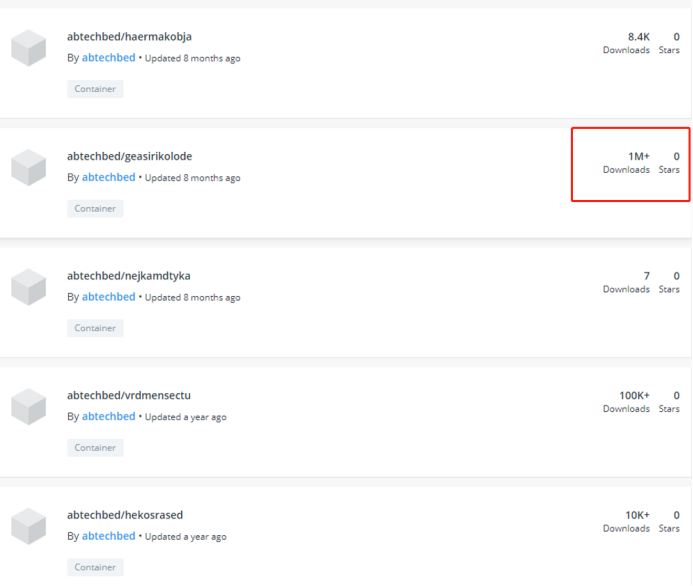 abtechbed/haermakobja
8.4K 0
By abtechbed • Updated 8 months ago
Downloads Stars
Container
abtechbed/geasirikolode
1M+ 0
By abtechbed • Updated 8 months ago
Downloads Stars
Container
abtechbed/nejkamdtyka
7 0
By abtechbed • Updated 8 months ago
Downloads Stars
Container
abtechbed/vrdmensectu
100K+ 0
By abtechbed • Updated a year ago
Downloads Stars
Container
abtechbed/hekosrased
10K+ 0
By abtechbed • Updated a year ago
Downloads Stars
Container